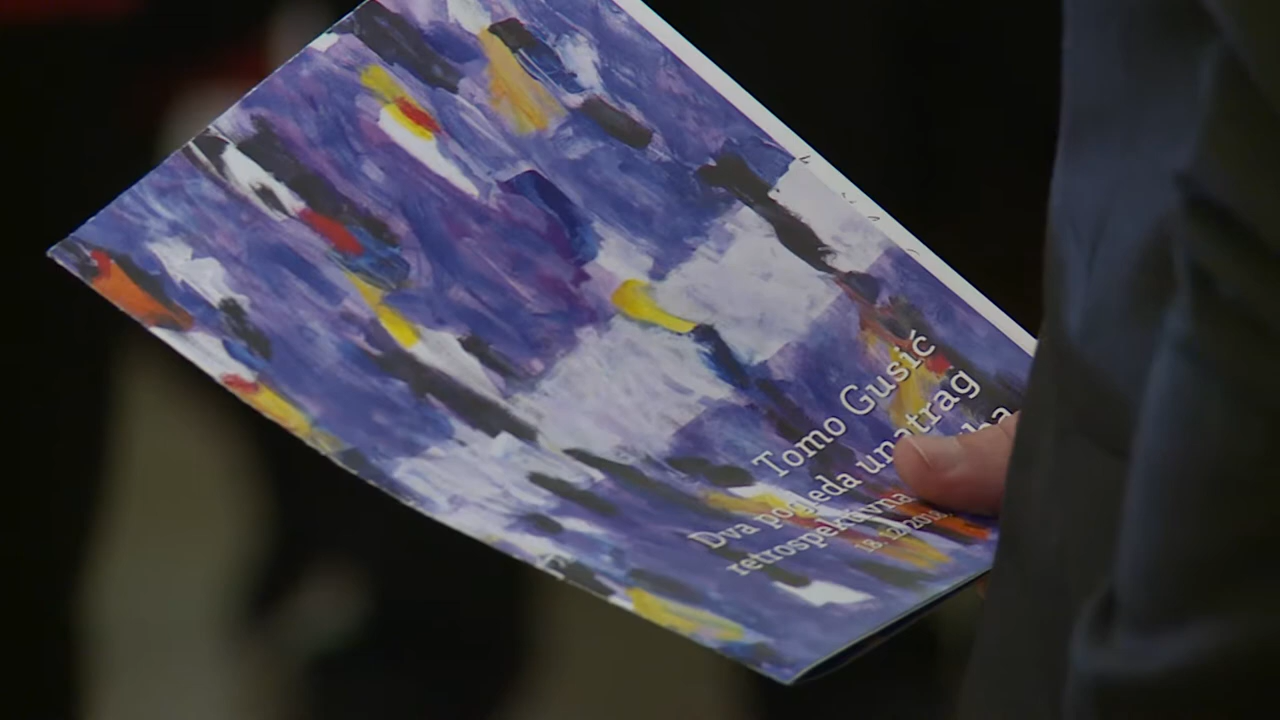 Tomo Gusić
Dva pogleda unatrag
retrospektivna